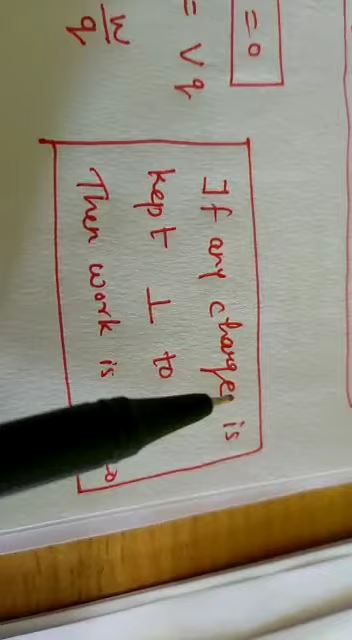 = 0
= Vq
W
q
If any charge is
kept ⊥ to
Then work is